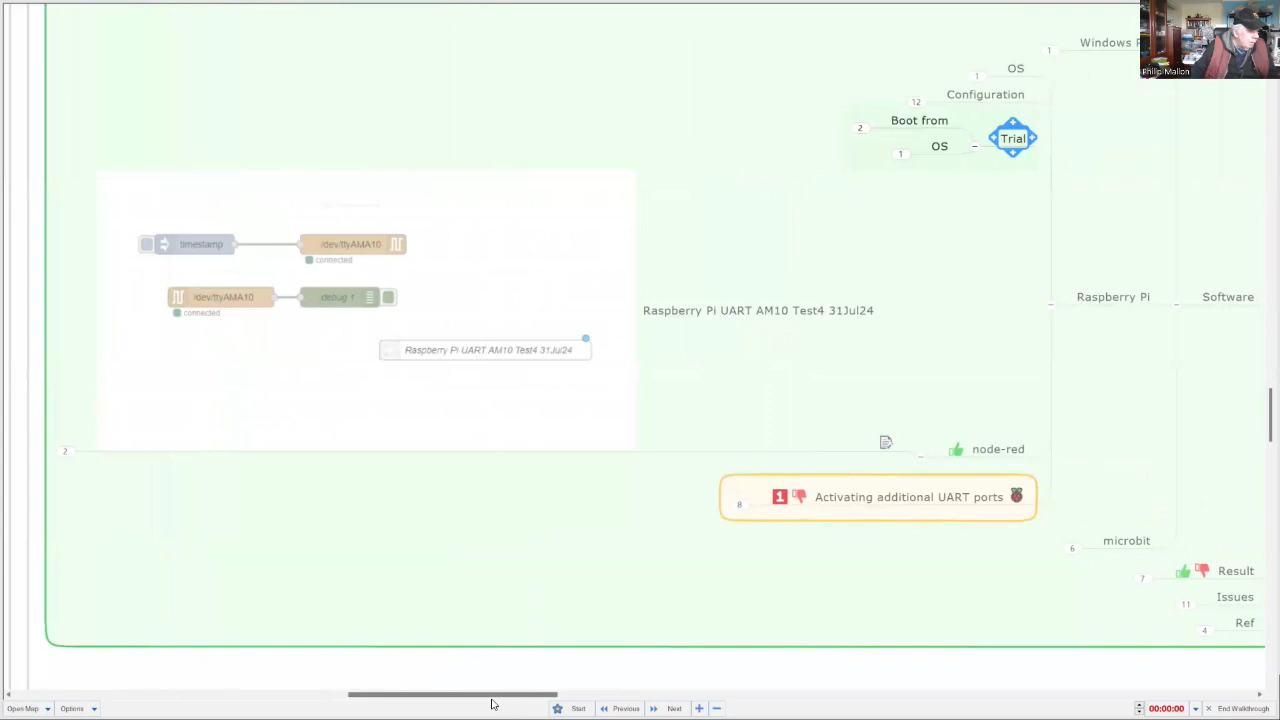 Windows P
1
OS
1
Philip Mallon
Configuration
12
Boot from
2
Trial
OS
1
timestamp
/dev/ttyAMA10
connected
/dev/ttyAMA10
debug 1
connected
Raspberry Pi UART AM10 Test4 31Jul24
Raspberry Pi UART AM10 Test4 31Jul24
Raspberry Pi
Software
node-red
2
1
Activating additional UART ports
8
microbit
6
Result
7
Issues
11
Ref
4
Open Map
Options
Start
Previous
Next
00:00:00
End Walkthrough